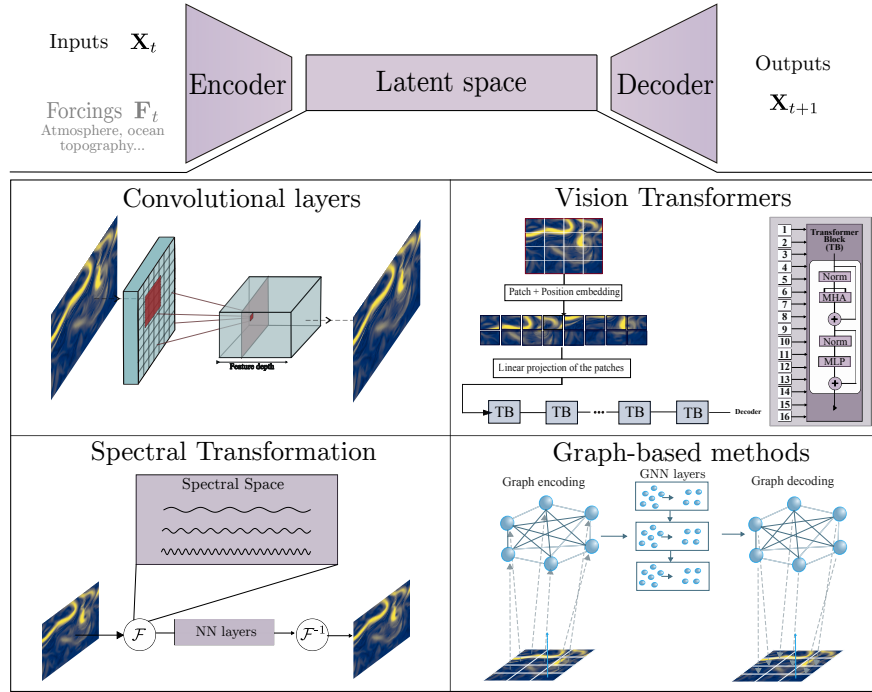 Inputs X_t
Encoder
Latent space
Decoder
Outputs
X_{t+1}
Forcings F_t
Atmosphere, ocean
topography...
Convolutional layers
Feature depth
Vision Transformers
Patch + Position embedding
Linear projection of the patches
TB
TB
...
TB
TB
Decoder
1
2
3
4
5
6
7
8
9
10
11
12
13
14
15
16
Transformer
Block
(TB)
Norm
MHA
+
Norm
MLP
+
Spectral Transformation
Spectral Space
F
NN layers
F^{-1}
Graph-based methods
Graph encoding
GNN layers
Graph decoding